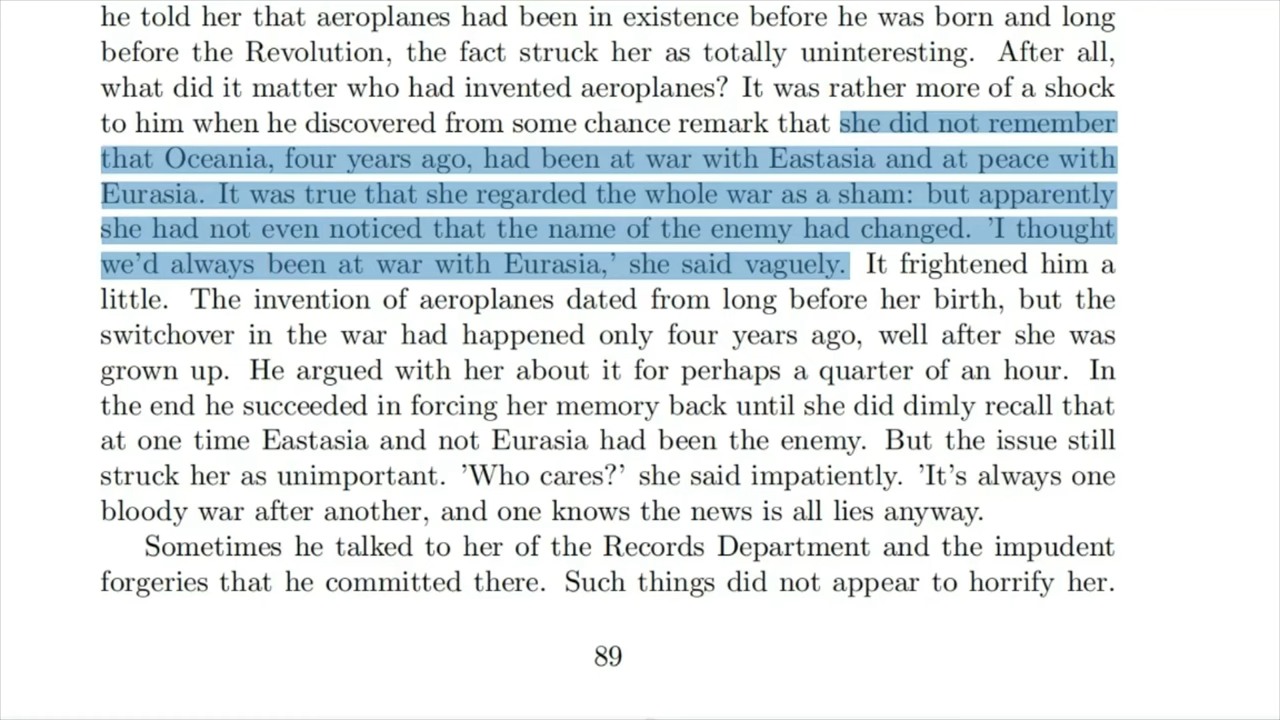 he told her that aeroplanes had been in existence before he was born and long
before the Revolution, the fact struck her as totally uninteresting. After all,
what did it matter who had invented aeroplanes? It was rather more of a shock
to him when he discovered from some chance remark that she did not remember
that Oceania, four years ago, had been at war with Eastasia and at peace with
Eurasia. It was true that she regarded the whole war as a sham: but apparently
she had not even noticed that the name of the enemy had changed. ’I thought
we’d always been at war with Eurasia,’ she said vaguely. It frightened him a
little. The invention of aeroplanes dated from long before her birth, but the
switchover in the war had happened only four years ago, well after she was
grown up. He argued with her about it for perhaps a quarter of an hour. In
the end he succeeded in forcing her memory back until she did dimly recall that
at one time Eastasia and not Eurasia had been the enemy. But the issue still
struck her as unimportant. ’Who cares?’ she said impatiently. ’It’s always one
bloody war after another, and one knows the news is all lies anyway.
Sometimes he talked to her of the Records Department and the impudent
forgeries that he committed there. Such things did not appear to horrify her.
89